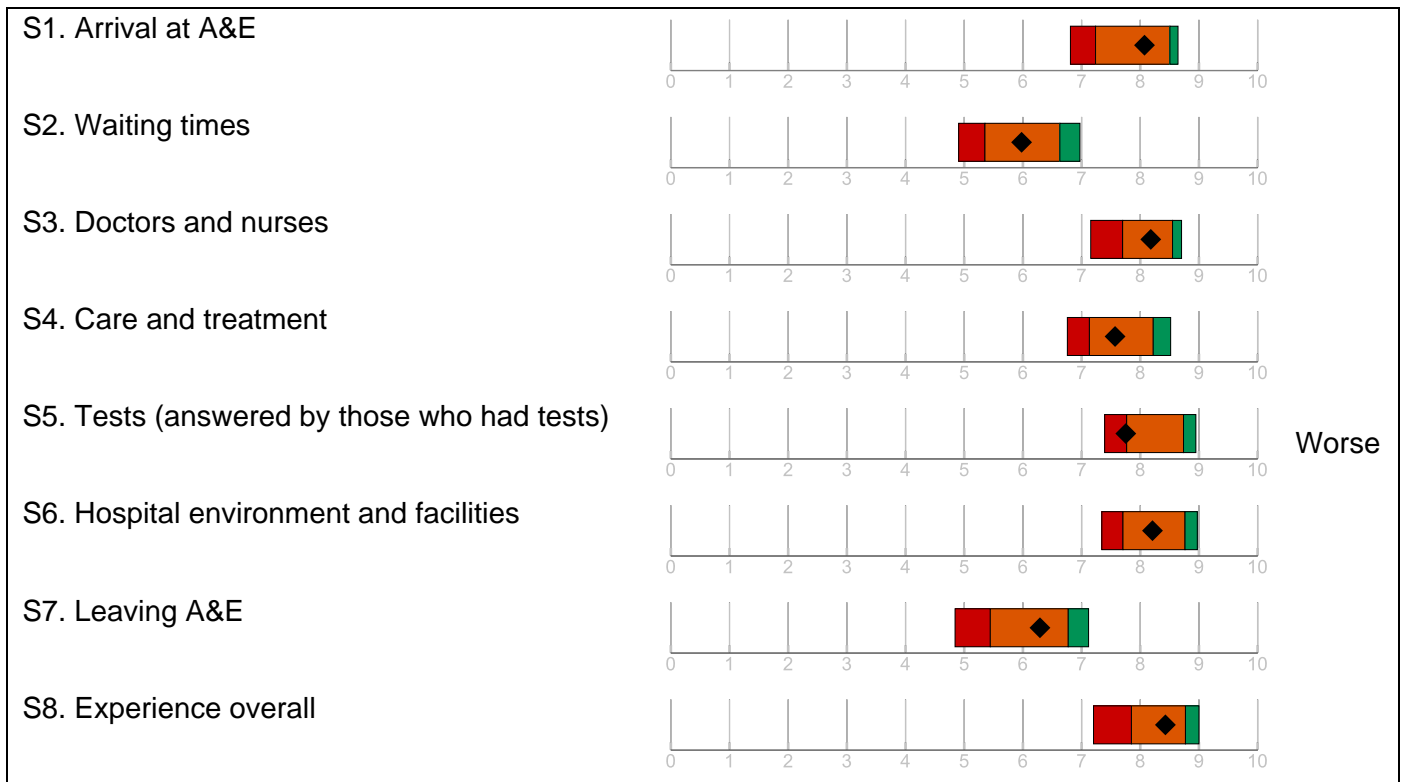 S1. Arrival at A&E
0 1 2 3 4 5 6 7 8 9 10
S2. Waiting times
0 1 2 3 4 5 6 7 8 9 10
S3. Doctors and nurses
0 1 2 3 4 5 6 7 8 9 10
S4. Care and treatment
0 1 2 3 4 5 6 7 8 9 10
S5. Tests (answered by those who had tests)
Worse
0 1 2 3 4 5 6 7 8 9 10
S6. Hospital environment and facilities
0 1 2 3 4 5 6 7 8 9 10
S7. Leaving A&E
0 1 2 3 4 5 6 7 8 9 10
S8. Experience overall
0 1 2 3 4 5 6 7 8 9 10